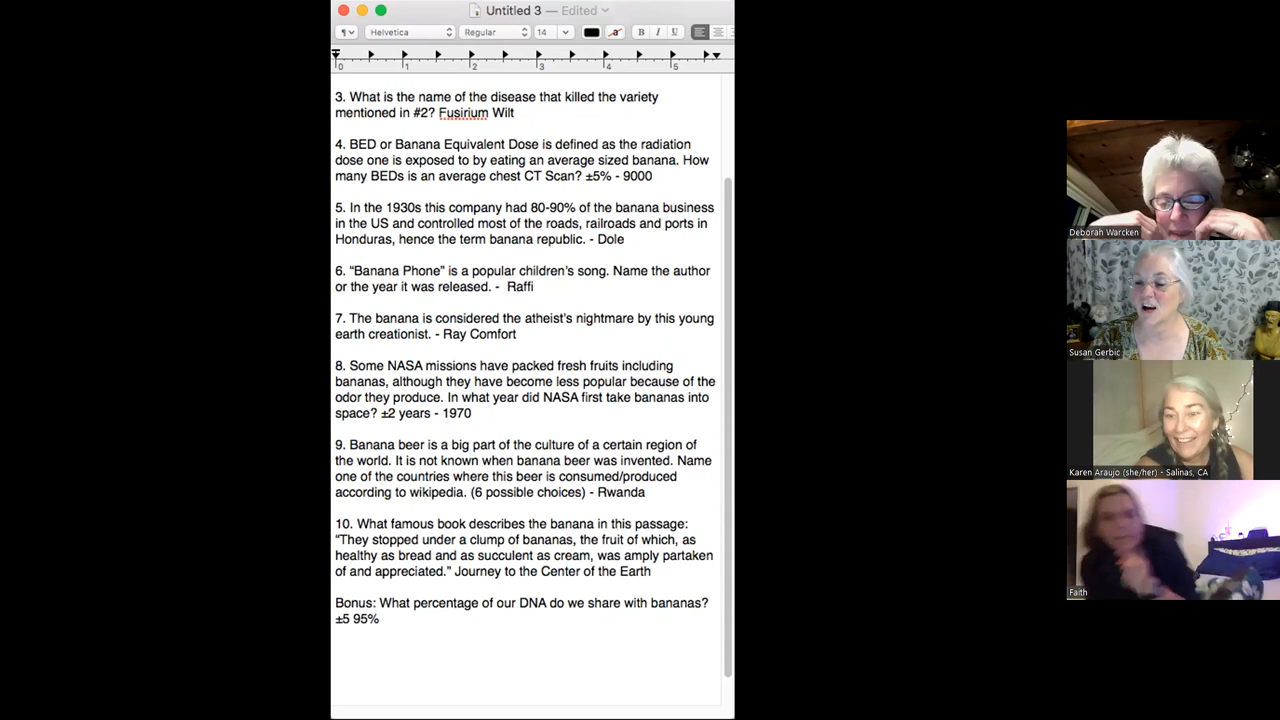 Untitled 3 — Edited
Helvetica Regular 14 a B I U
0 1 2 3 4 5
3. What is the name of the disease that killed the variety
mentioned in #2? Fusirium Wilt
4. BED or Banana Equivalent Dose is defined as the radiation
dose one is exposed to by eating an average sized banana. How
many BEDs is an average chest CT Scan? ±5% - 9000
5. In the 1930s this company had 80-90% of the banana business
in the US and controlled most of the roads, railroads and ports in
Honduras, hence the term banana republic. - Dole
6. “Banana Phone” is a popular children’s song. Name the author
or the year it was released. -  Raffi
7. The banana is considered the atheist’s nightmare by this young
earth creationist. - Ray Comfort
8. Some NASA missions have packed fresh fruits including
bananas, although they have become less popular because of the
odor they produce. In what year did NASA first take bananas into
space? ±2 years - 1970
9. Banana beer is a big part of the culture of a certain region of
the world. It is not known when banana beer was invented. Name
one of the countries where this beer is consumed/produced
according to wikipedia. (6 possible choices) - Rwanda
10. What famous book describes the banana in this passage:
“They stopped under a clump of bananas, the fruit of which, as
healthy as bread and as succulent as cream, was amply partaken
of and appreciated.” Journey to the Center of the Earth
Bonus: What percentage of our DNA do we share with bananas?
±5 95%
Deborah Warcken
Susan Gerbic
Karen Araujo (she/her) - Salinas, CA
Faith